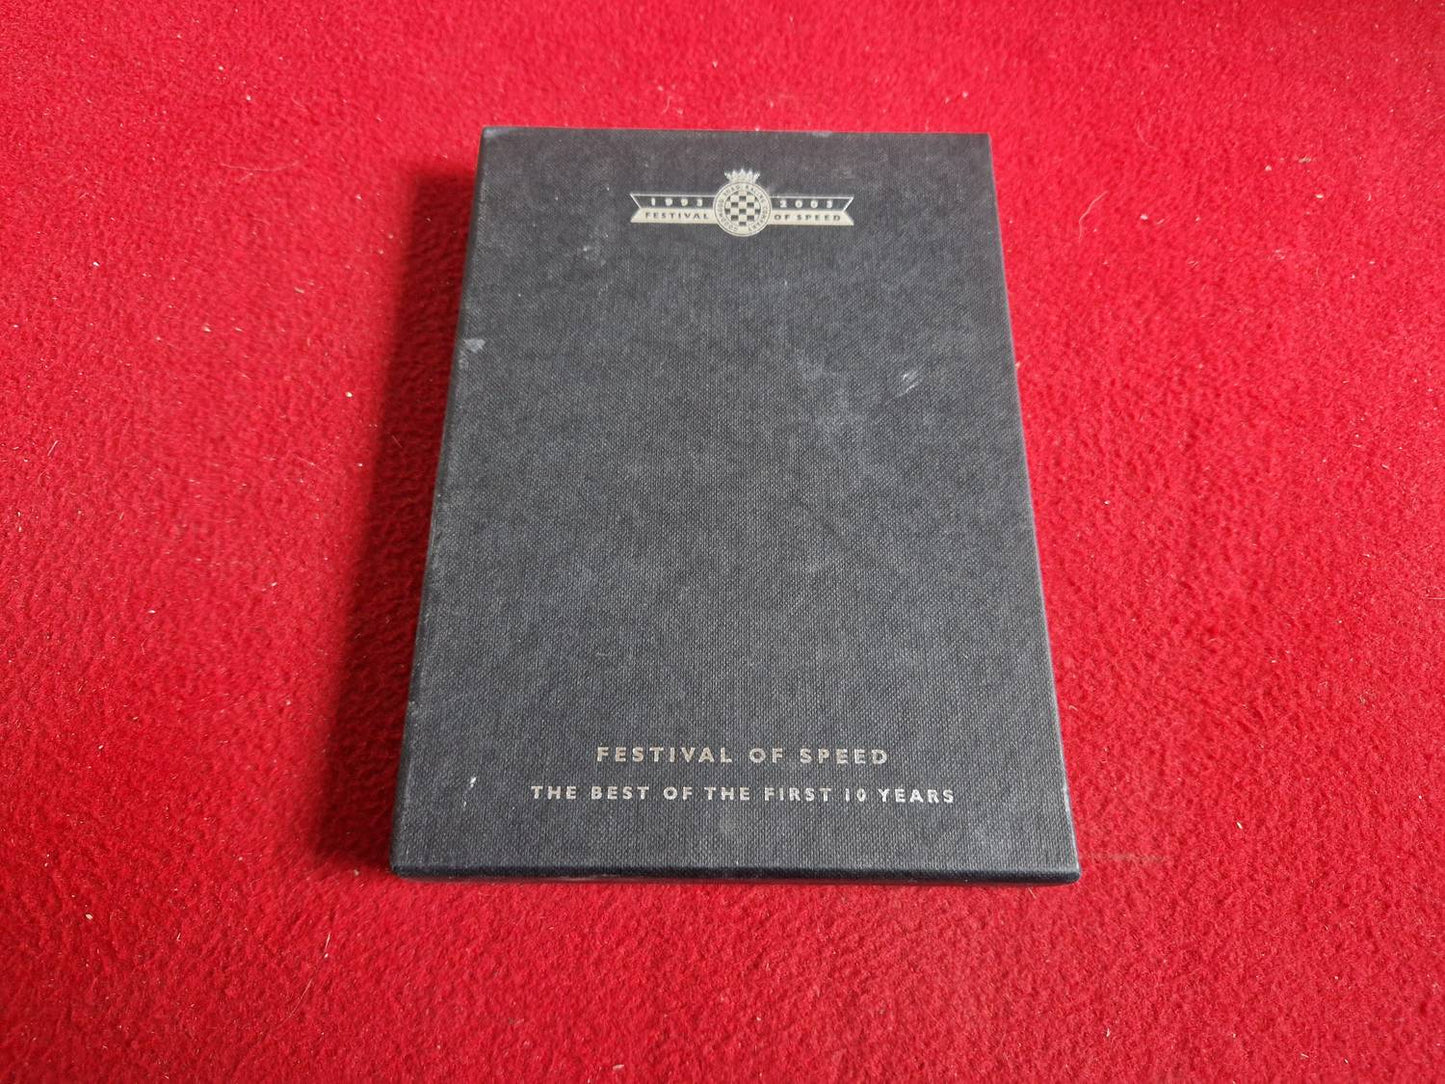 1993 2003
FESTIVAL OF SPEED
FESTIVAL OF SPEED
THE BEST OF THE FIRST 10 YEARS